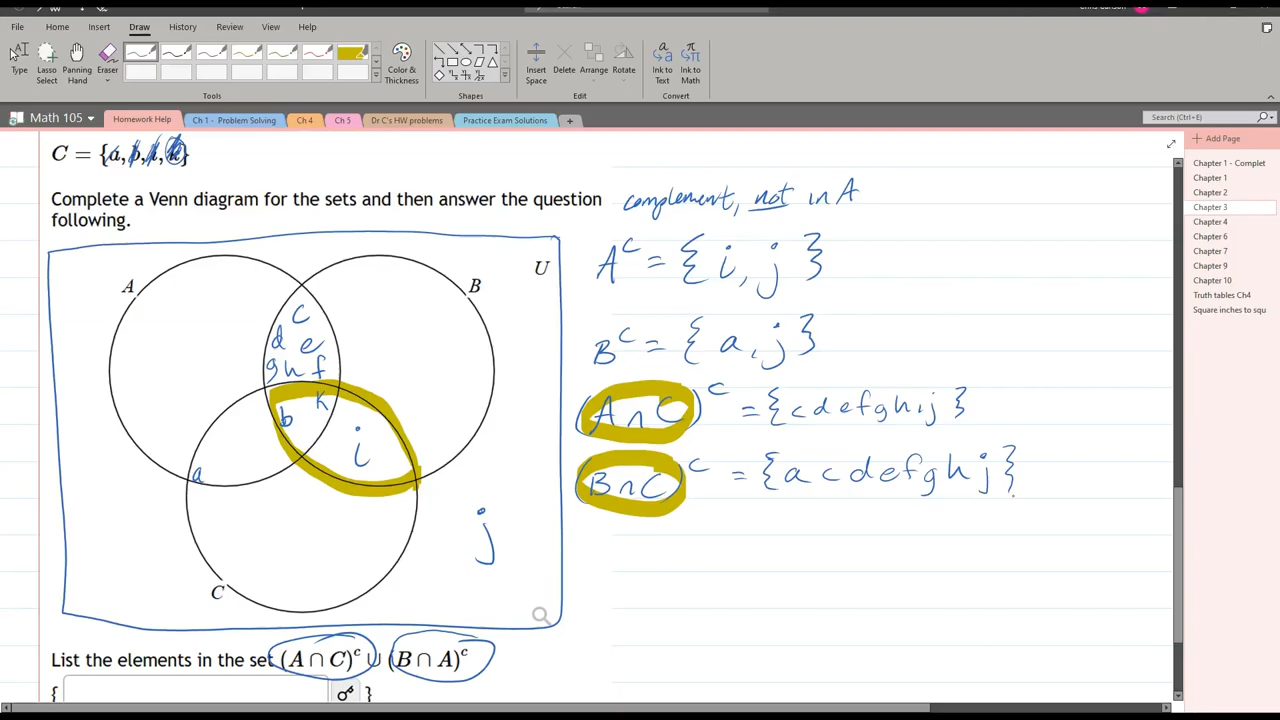 File Home Insert Draw History Review View Help
Type Lasso Select Panning Hand Eraser Color & Thickness Insert Space Delete Arrange Rotate Ink to Text Ink to Math
Tools Shapes Edit Convert
Math 105 Homework Help Ch 1 - Problem Solving Ch 4 Ch 5 Dr C's HW problems Practice Exam Solutions + Search (Ctrl+E)
Add Page
Chapter 1 - Complet
Chapter 1
Chapter 2
Chapter 3
Chapter 4
Chapter 6
Chapter 7
Chapter 9
Chapter 10
Truth tables Ch4
Square inches to squ
C = {a, b, i, k}
Complete a Venn diagram for the sets and then answer the question
following.
complement, not in A
A^c = { i, j }
B^c = { a, j }
(A ∩ C)^c = { c d e f g h i j }
(B ∩ C)^c = { a c d e f g h j }
U
A B
c
d e
g h f
k
b
i
a
j
C
List the elements in the set (A ∩ C)^c ∪ (B ∩ A)^c
{ }